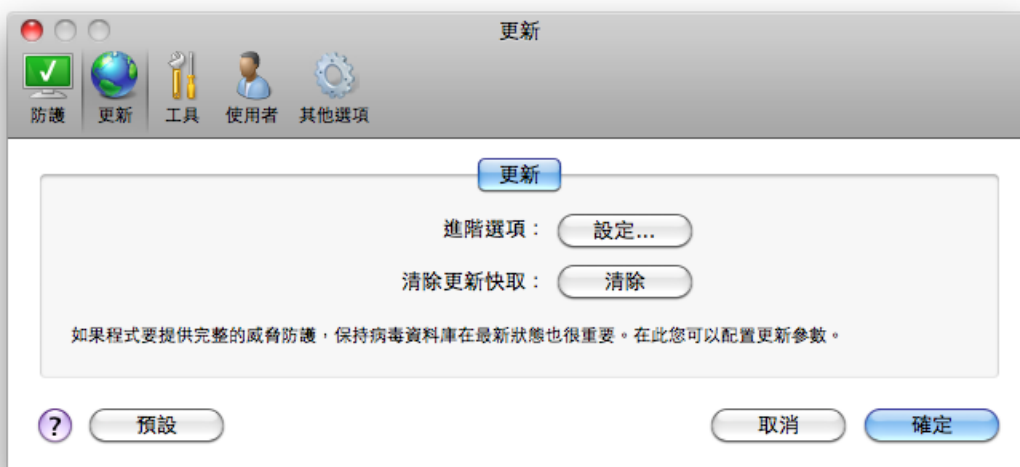 更新
防護 更新 工具 使用者 其他選項
更新
進階選項： 設定...
清除更新快取： 清除
如果程式要提供完整的威脅防護，保持病毒資料庫在最新狀態也很重要。在此您可以配置更新參數。
? 預設 取消 確定